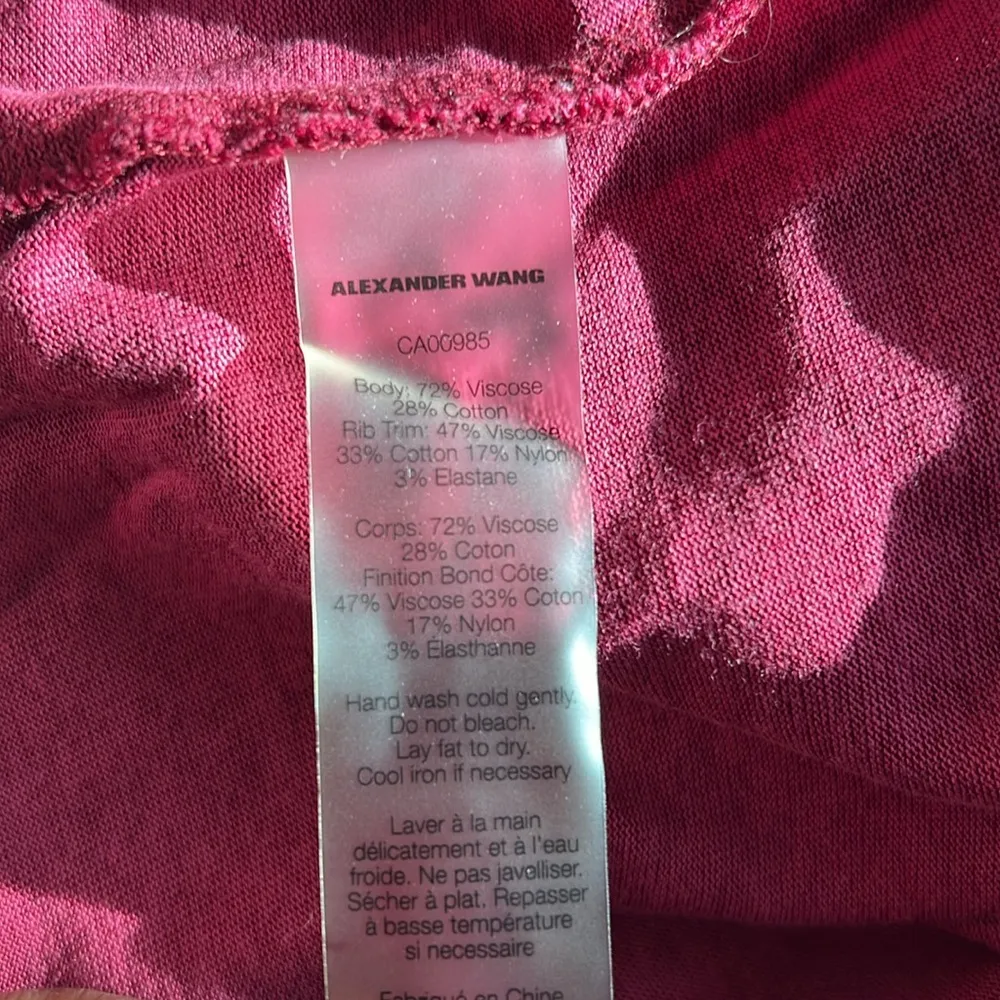 ALEXANDER WANG
CA00985
Body: 72% Viscose
28% Cotton
Rib Trim: 47% Viscose
33% Cotton 17% Nylon
3% Elastane
Corps: 72% Viscose
28% Coton
Finition Bond Côte:
47% Viscose 33% Coton
17% Nylon
3% Élasthanne
Hand wash cold gently.
Do not bleach.
Lay fat to dry.
Cool iron if necessary
Laver à la main
délicatement et à l'eau
froide. Ne pas javelliser.
Sécher à plat. Repasser
à basse température
si necessaire
Fabriqué en Chine